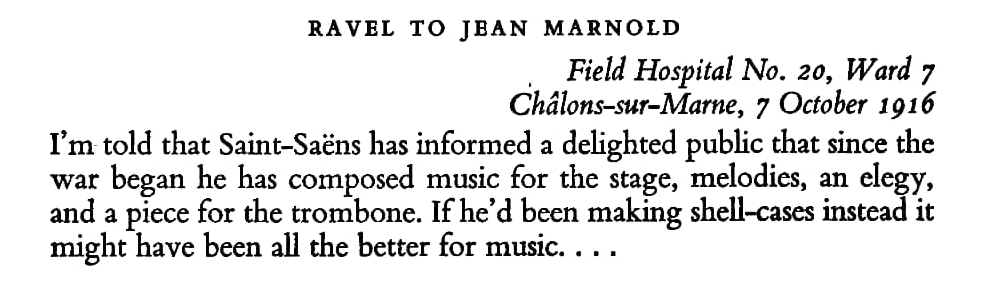 RAVEL TO JEAN MARNOLD
Field Hospital No. 20, Ward 7
Châlons-sur-Marne, 7 October 1916
I'm told that Saint-Saëns has informed a delighted public that since the
war began he has composed music for the stage, melodies, an elegy,
and a piece for the trombone. If he'd been making shell-cases instead it
might have been all the better for music. . . .